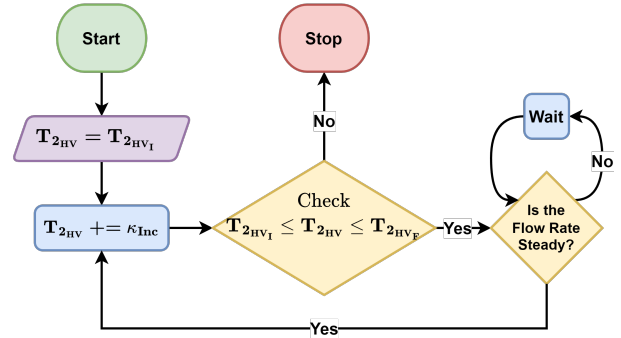 Start
Stop
T_{2_{HV}} = T_{2_{HV_I}}
No
Wait
No
T_{2_{HV}} += κ_{Inc}
Check
T_{2_{HV_I}} ≤ T_{2_{HV}} ≤ T_{2_{HV_F}}
Yes
Is the
Flow Rate
Steady?
Yes